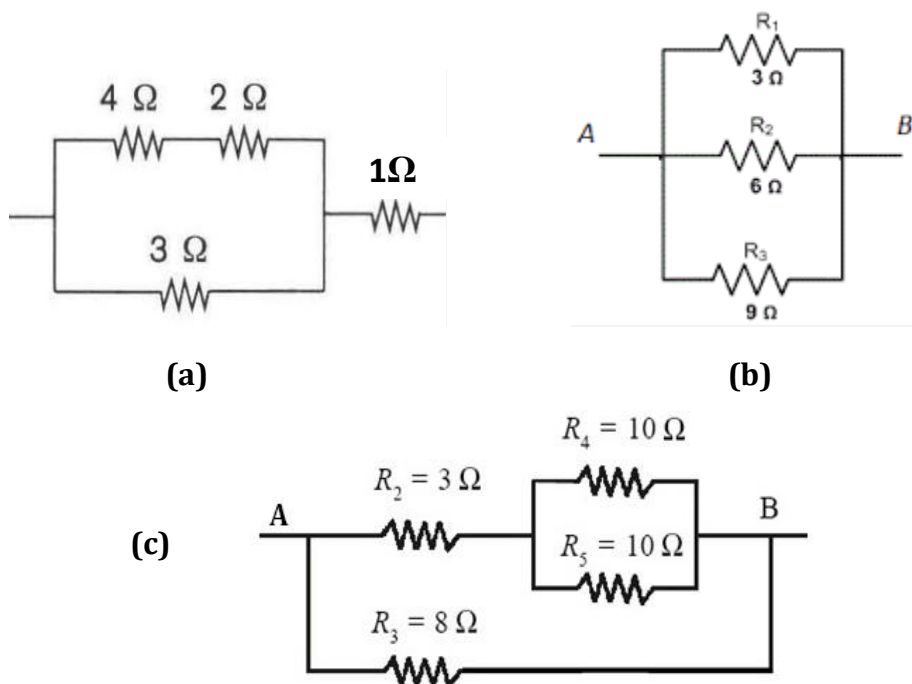 4 Ω 2 Ω
1Ω
3 Ω
(a)
R1
3 Ω
A
R2
B
6 Ω
R3
9 Ω
(b)
R4 = 10 Ω
R2 = 3 Ω
A
B
(c)
R5 = 10 Ω
R3 = 8 Ω